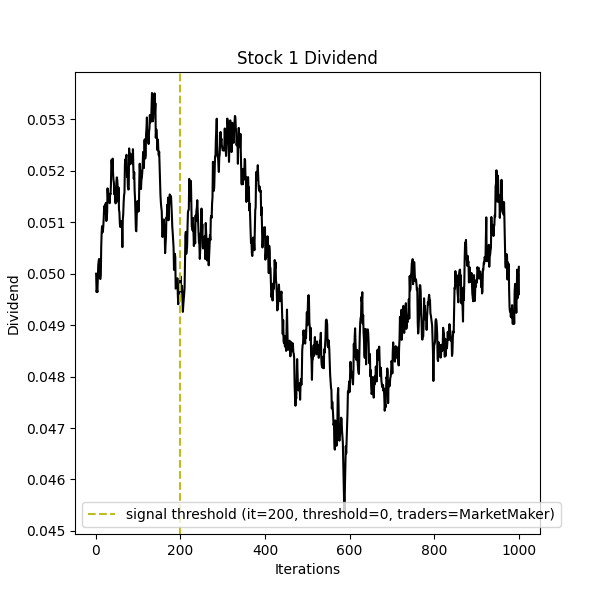 Stock 1 Dividend
Dividend
0.053
0.052
0.051
0.050
0.049
0.048
0.047
0.046
0.045
signal threshold (it=200, threshold=0, traders=MarketMaker)
0 200 400 600 800 1000
Iterations